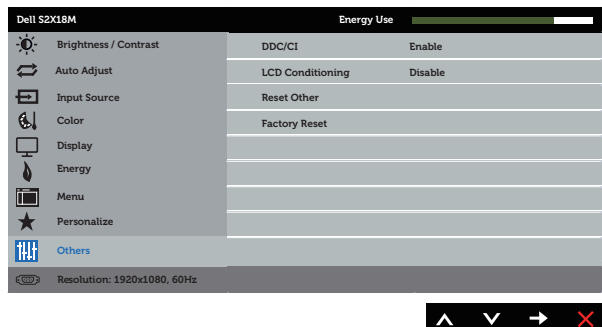 Dell S2X18M Energy Use
Brightness / Contrast
Auto Adjust
Input Source
Color
Display
Energy
Menu
Personalize
Others
Resolution: 1920x1080, 60Hz
DDC/CI Enable
LCD Conditioning Disable
Reset Other
Factory Reset